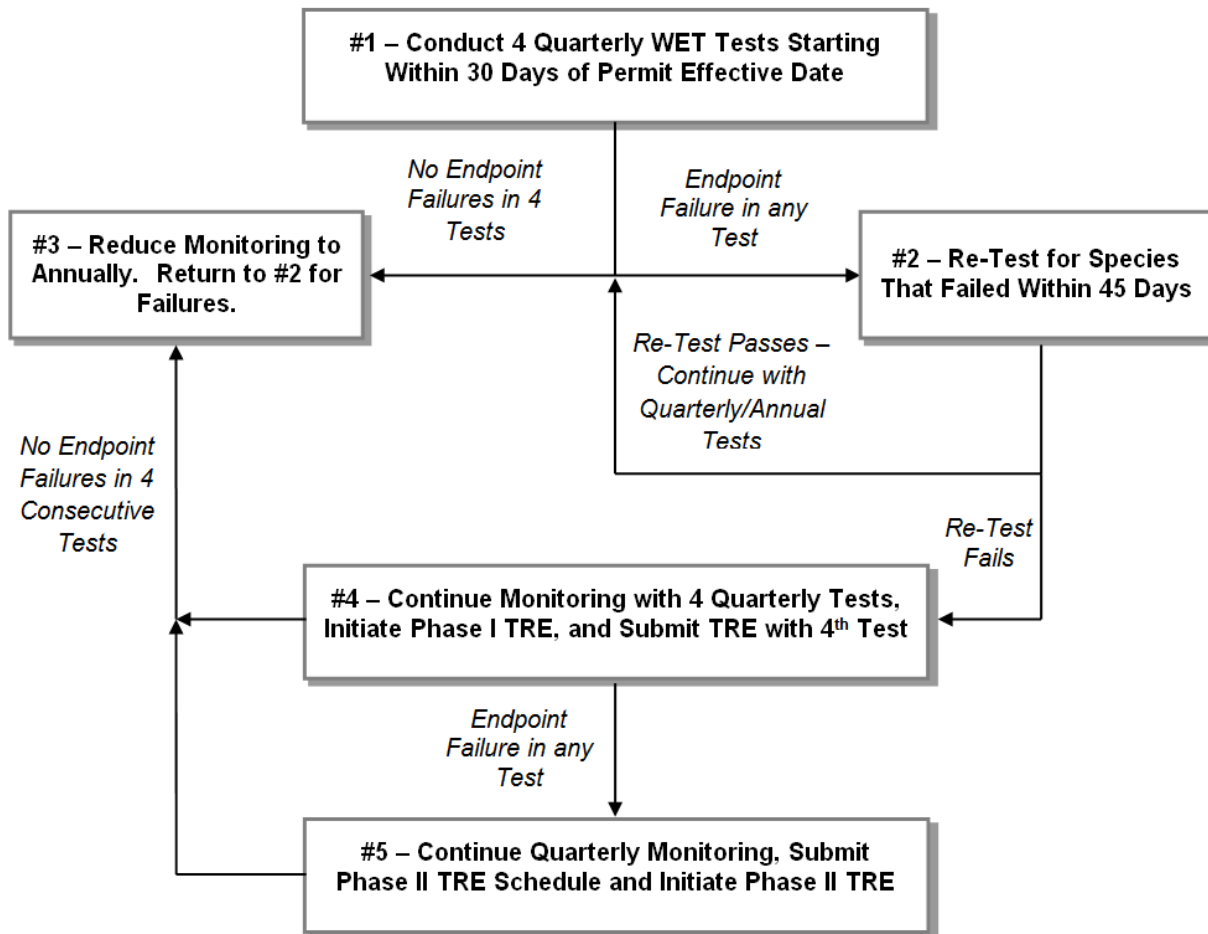 #1 – Conduct 4 Quarterly WET Tests Starting
Within 30 Days of Permit Effective Date
No Endpoint
Failures in 4
Tests
Endpoint
Failure in any
Test
#3 – Reduce Monitoring to
Annually. Return to #2 for
Failures.
#2 – Re-Test for Species
That Failed Within 45 Days
Re-Test Passes –
Continue with
Quarterly/Annual
Tests
No Endpoint
Failures in 4
Consecutive
Tests
Re-Test
Fails
#4 – Continue Monitoring with 4 Quarterly Tests,
Initiate Phase I TRE, and Submit TRE with 4th Test
Endpoint
Failure in any
Test
#5 – Continue Quarterly Monitoring, Submit
Phase II TRE Schedule and Initiate Phase II TRE